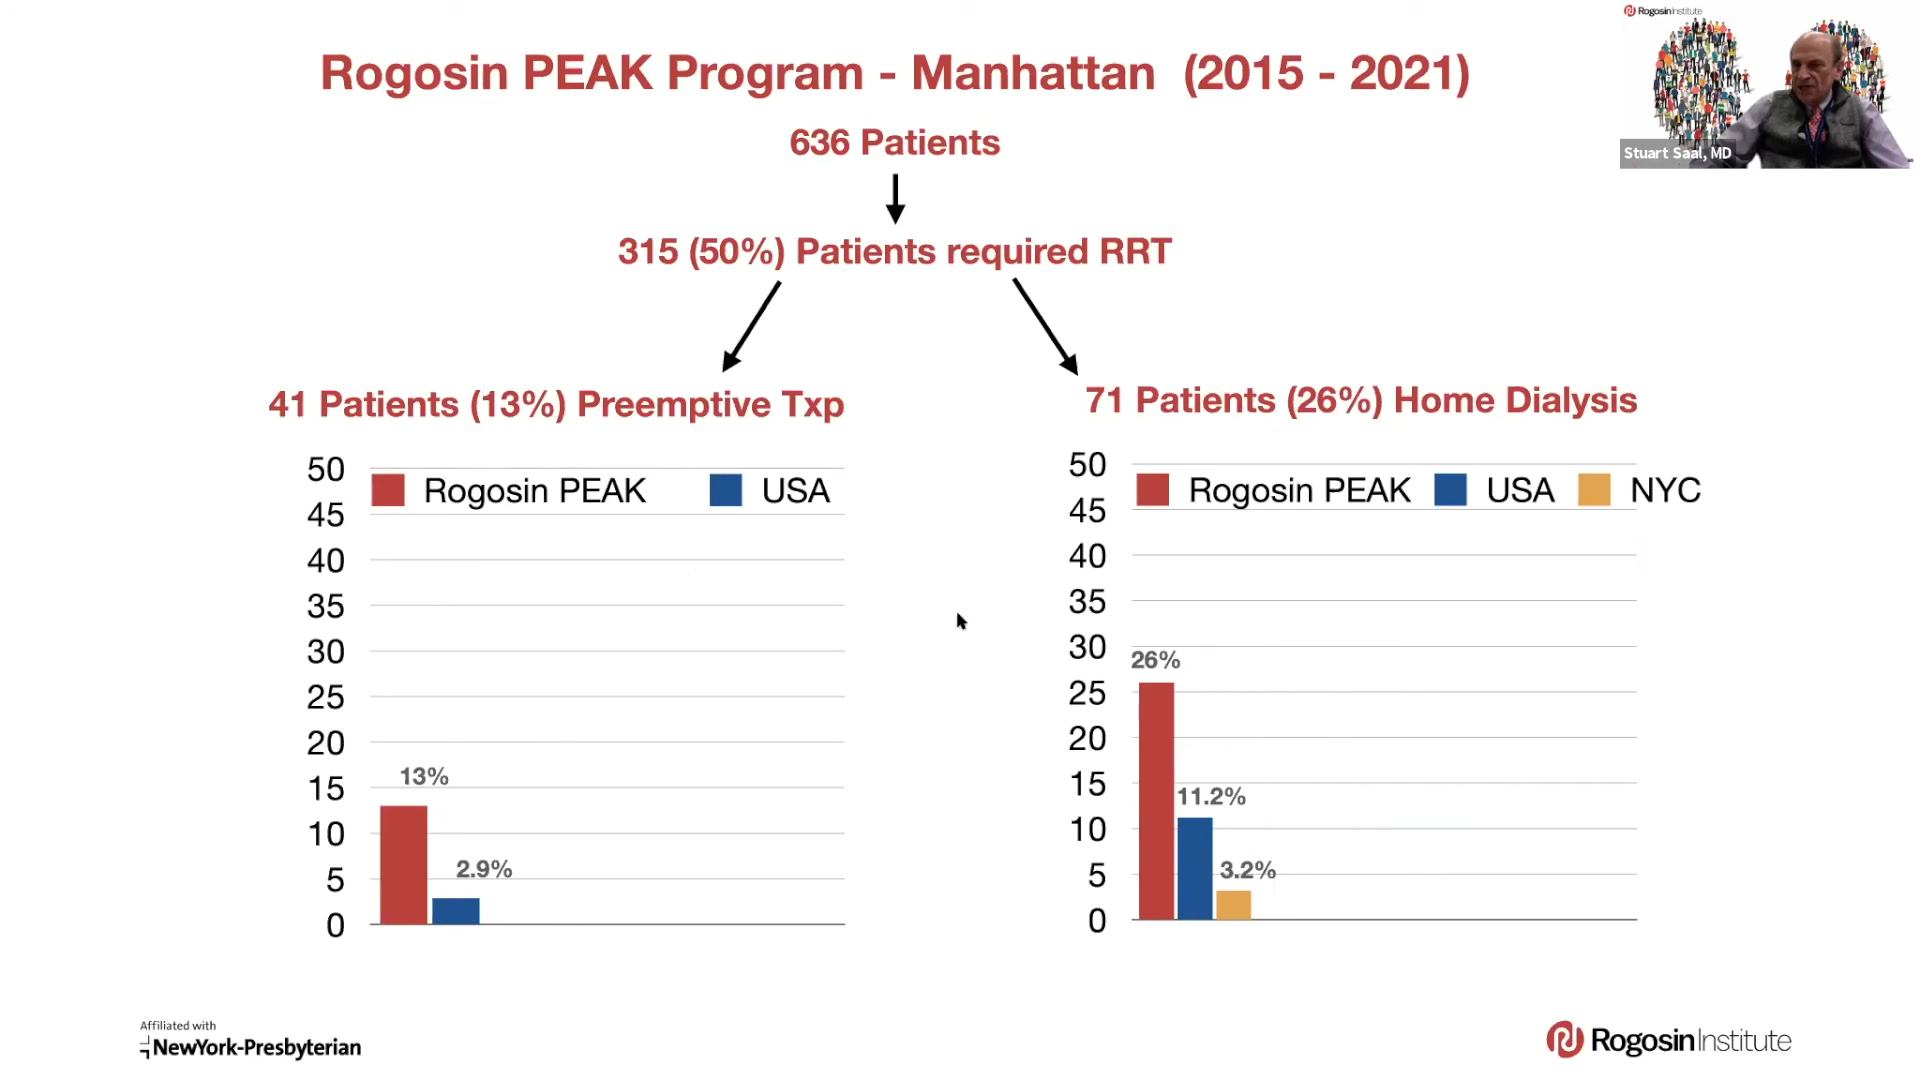 Rogosin PEAK Program - Manhattan (2015 - 2021)
RogosinInstitute
Stuart Saal, MD
636 Patients
315 (50%) Patients required RRT
41 Patients (13%) Preemptive Txp
71 Patients (26%) Home Dialysis
Rogosin PEAK USA
50
45
40
35
30
25
20
15
10
5
0
13%
2.9%
Rogosin PEAK USA NYC
50
45
40
35
30
25
20
15
10
5
0
26%
11.2%
3.2%
Affiliated with
NewYork-Presbyterian
RogosinInstitute